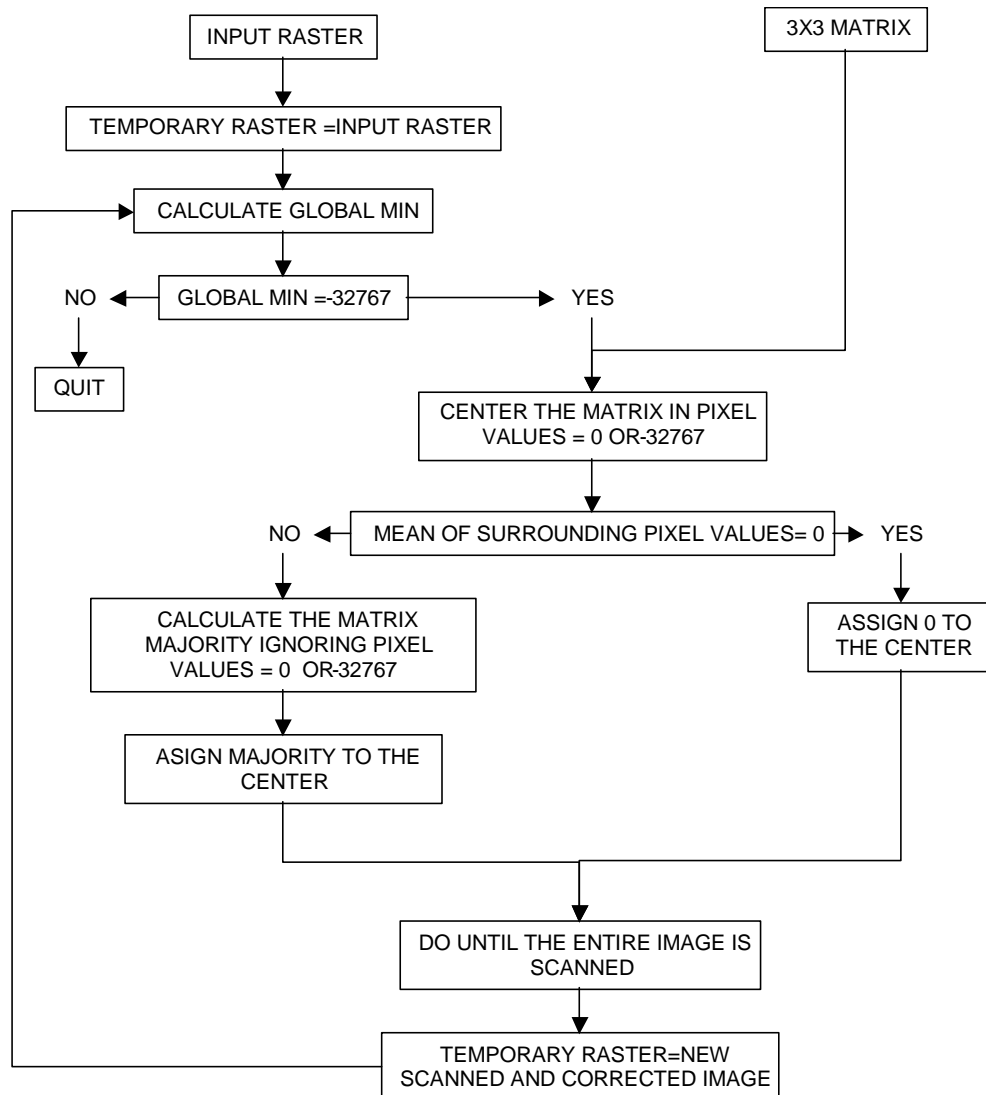 INPUT RASTER
3X3 MATRIX
TEMPORARY RASTER =INPUT RASTER
CALCULATE GLOBAL MIN
NO
GLOBAL MIN =-32767
YES
QUIT
CENTER THE MATRIX IN PIXEL
VALUES = 0 OR-32767
NO
MEAN OF SURROUNDING PIXEL VALUES= 0
YES
CALCULATE THE MATRIX
MAJORITY IGNORING PIXEL
VALUES = 0 OR-32767
ASSIGN 0 TO
THE CENTER
ASIGN MAJORITY TO THE
CENTER
DO UNTIL THE ENTIRE IMAGE IS
SCANNED
TEMPORARY RASTER=NEW
SCANNED AND CORRECTED IMAGE